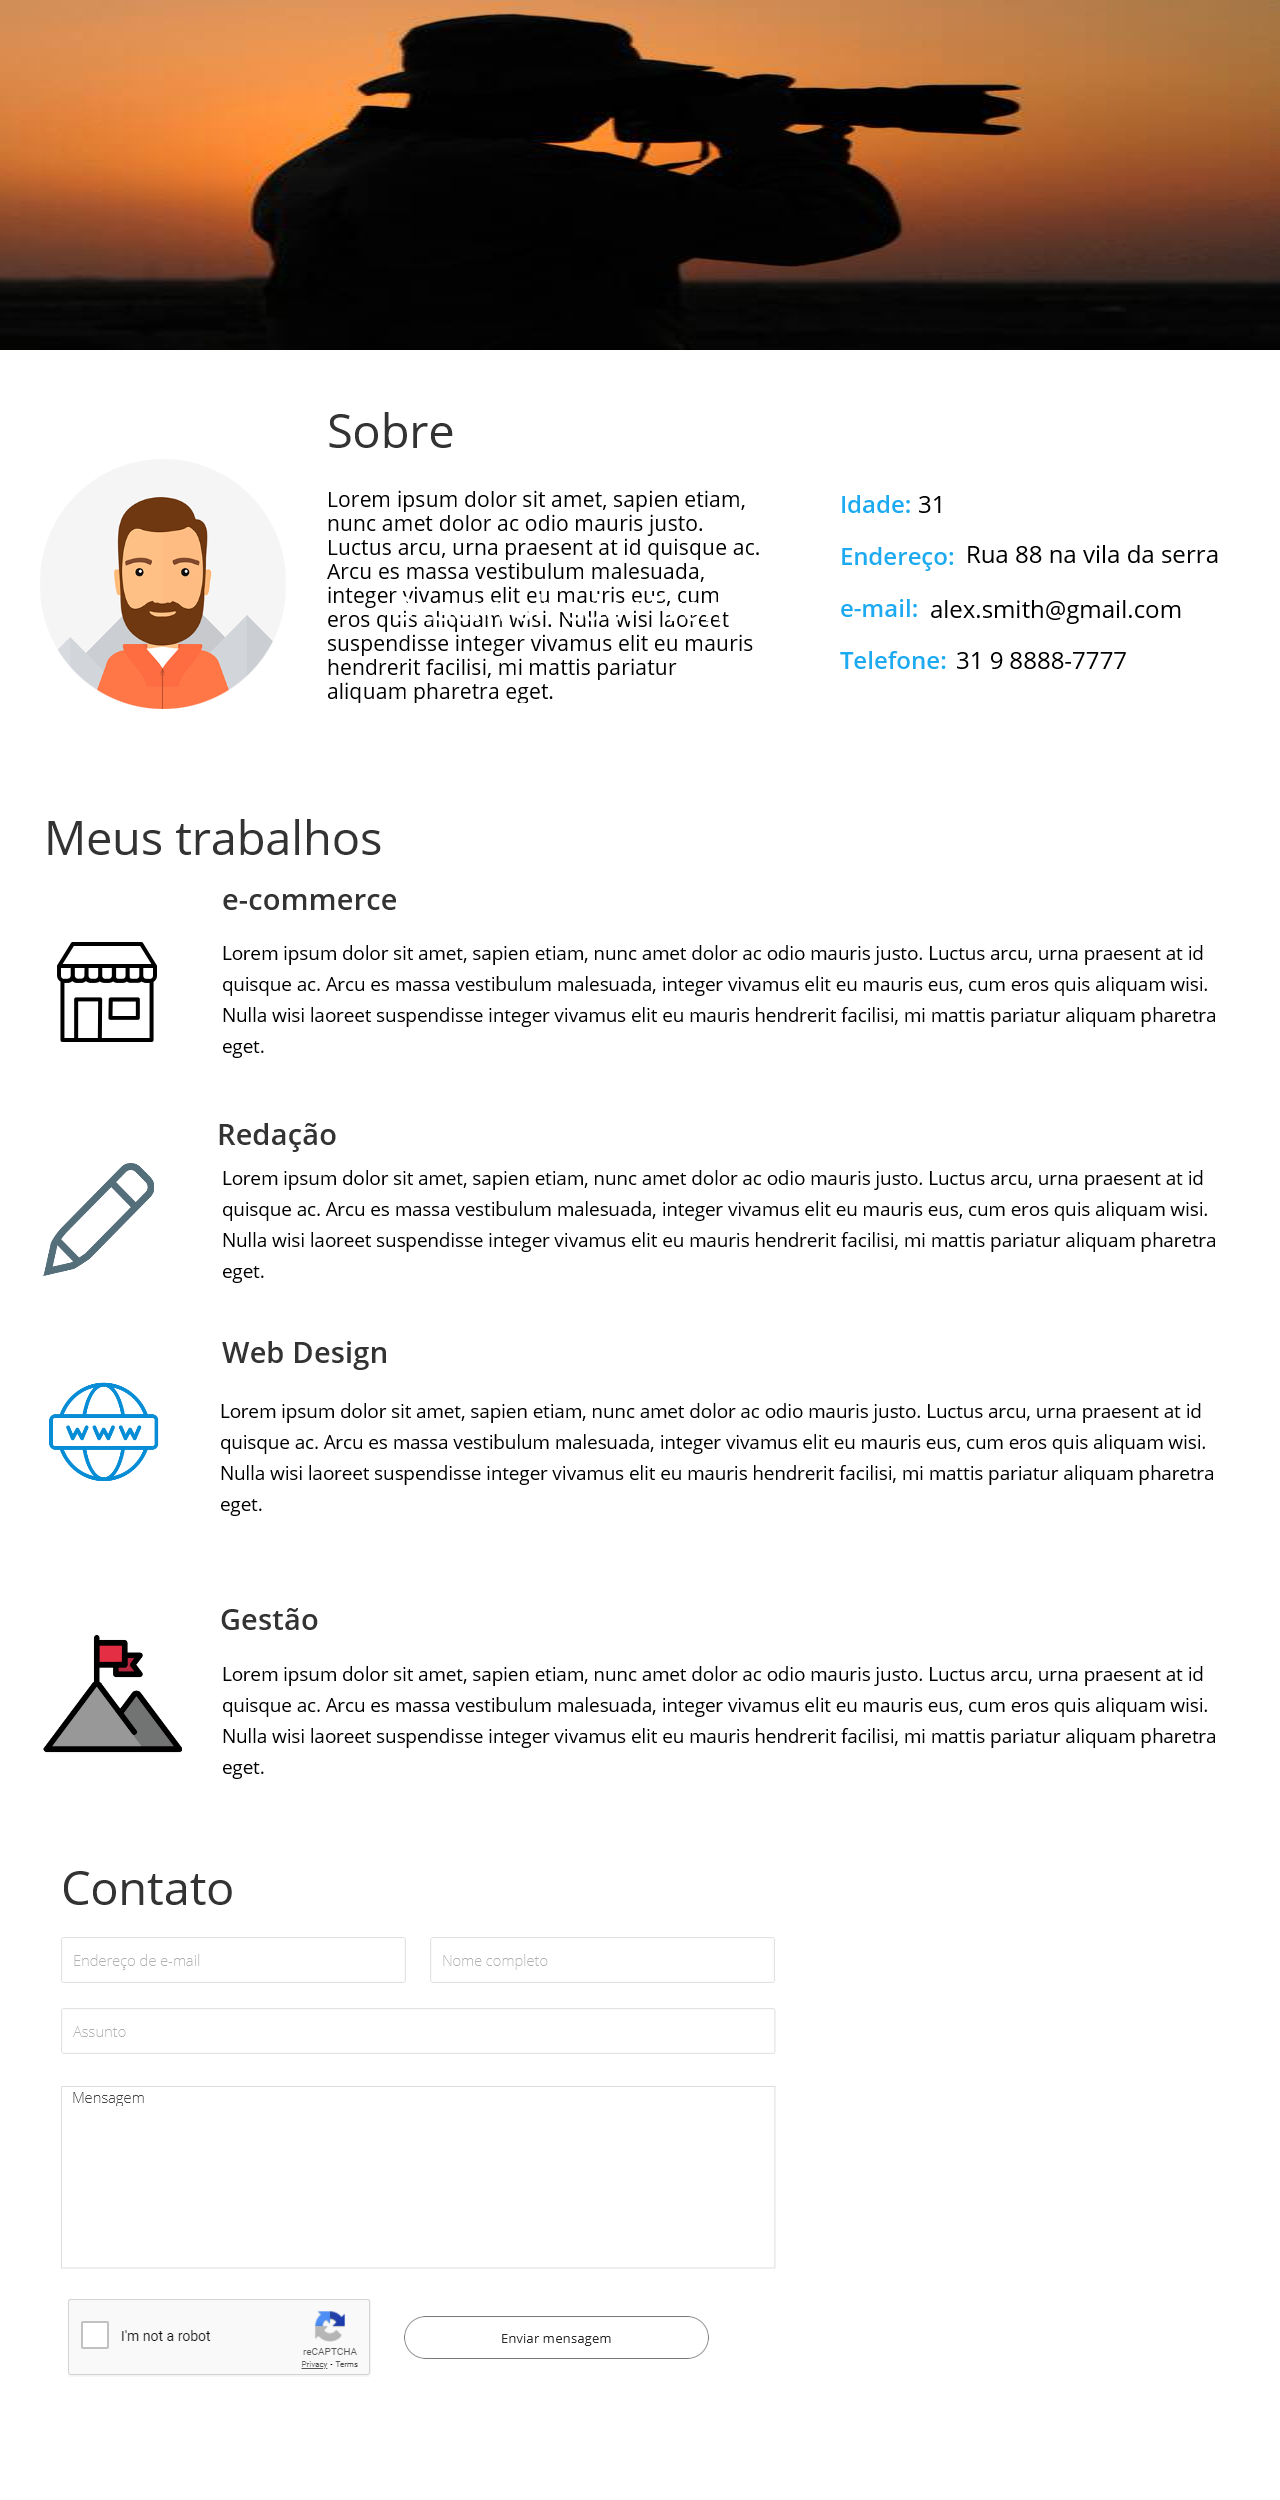 Sobre
Lorem ipsum dolor sit amet, sapien etiam,
nunc amet dolor ac odio mauris justo.
Luctus arcu, urna praesent at id quisque ac.
Arcu es massa vestibulum malesuada,
integer vivamus elit eu mauris eus, cum
eros quis aliquam wisi. Nulla wisi laoreet
suspendisse integer vivamus elit eu mauris
hendrerit facilisi, mi mattis pariatur
aliquam pharetra eget.
Idade: 31
Endereço: Rua 88 na vila da serra
e-mail: alex.smith@gmail.com
Telefone: 31 9 8888-7777
Meus trabalhos
e-commerce
Lorem ipsum dolor sit amet, sapien etiam, nunc amet dolor ac odio mauris justo. Luctus arcu, urna praesent at id
quisque ac. Arcu es massa vestibulum malesuada, integer vivamus elit eu mauris eus, cum eros quis aliquam wisi.
Nulla wisi laoreet suspendisse integer vivamus elit eu mauris hendrerit facilisi, mi mattis pariatur aliquam pharetra
eget.
Redação
Lorem ipsum dolor sit amet, sapien etiam, nunc amet dolor ac odio mauris justo. Luctus arcu, urna praesent at id
quisque ac. Arcu es massa vestibulum malesuada, integer vivamus elit eu mauris eus, cum eros quis aliquam wisi.
Nulla wisi laoreet suspendisse integer vivamus elit eu mauris hendrerit facilisi, mi mattis pariatur aliquam pharetra
eget.
Web Design
WWW
Lorem ipsum dolor sit amet, sapien etiam, nunc amet dolor ac odio mauris justo. Luctus arcu, urna praesent at id
quisque ac. Arcu es massa vestibulum malesuada, integer vivamus elit eu mauris eus, cum eros quis aliquam wisi.
Nulla wisi laoreet suspendisse integer vivamus elit eu mauris hendrerit facilisi, mi mattis pariatur aliquam pharetra
eget.
Gestão
Lorem ipsum dolor sit amet, sapien etiam, nunc amet dolor ac odio mauris justo. Luctus arcu, urna praesent at id
quisque ac. Arcu es massa vestibulum malesuada, integer vivamus elit eu mauris eus, cum eros quis aliquam wisi.
Nulla wisi laoreet suspendisse integer vivamus elit eu mauris hendrerit facilisi, mi mattis pariatur aliquam pharetra
eget.
Contato
Endereço de e-mail
Nome completo
Assunto
Mensagem
I'm not a robot
reCAPTCHA
Privacy - Terms
Enviar mensagem